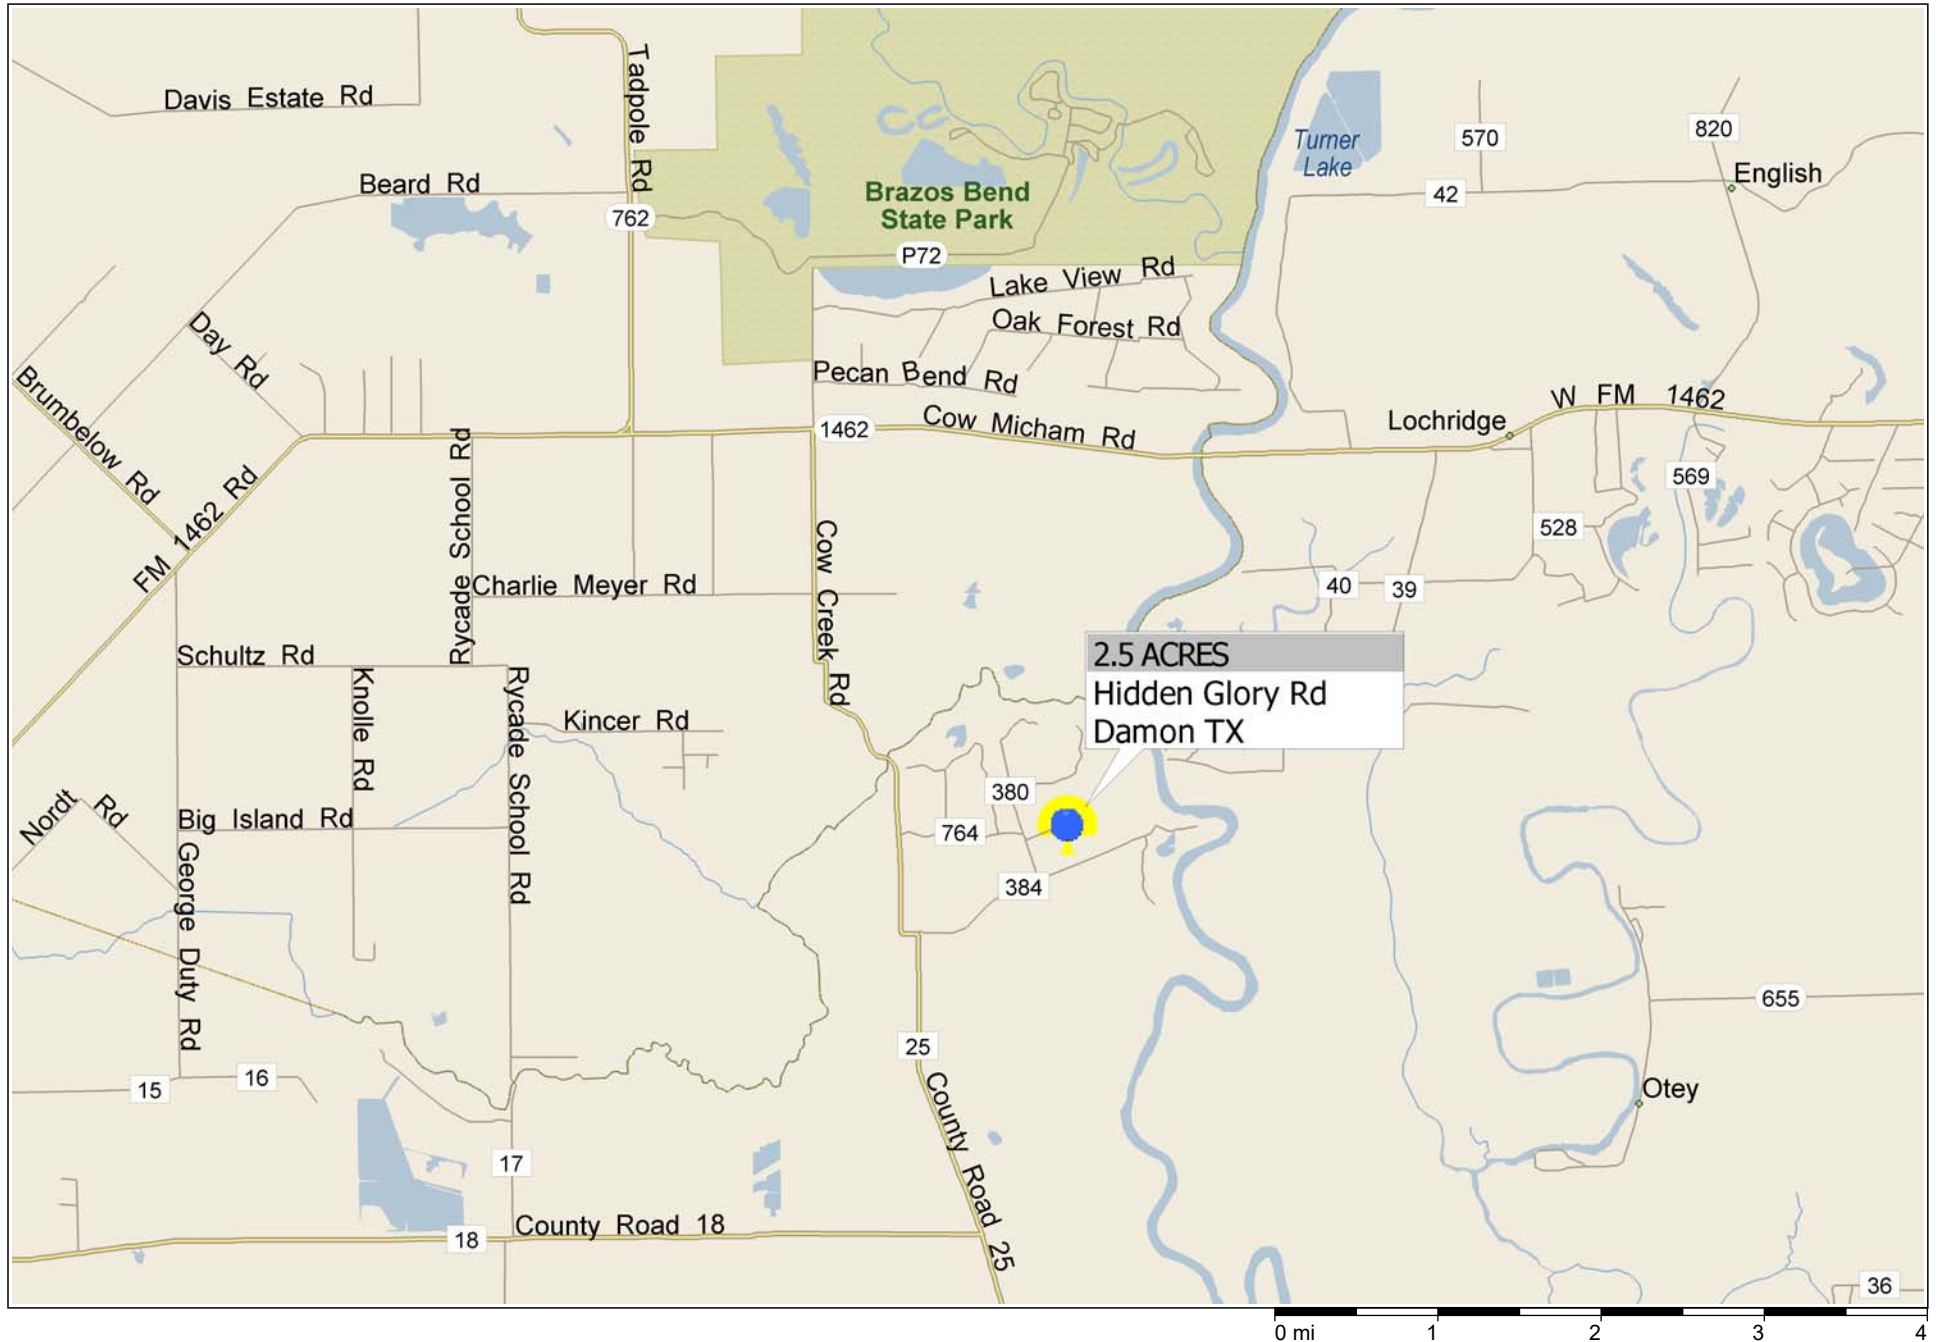 Davis Estate Rd
Tadpole Rd
Turner
Lake
570
820
English
42
Beard Rd
762
Brazos Bend
State Park
P72
Lake View Rd
Oak Forest Rd
Day Rd
Pecan Bend Rd
Brumbelow Rd
W FM 1462
Lochridge
1462
Cow Micham Rd
FM 1462 Rd
Rycade School Rd
569
528
Cow Creek Rd
Charlie Meyer Rd
40
39
Schultz Rd
2.5 ACRES
Hidden Glory Rd
Damon TX
Knolle Rd
Rycade School Rd
Kincer Rd
380
Nordt Rd
Big Island Rd
764
George Duty Rd
384
655
25
15
16
Otey
County Road 25
17
County Road 18
18
36
0 mi
1
2
3
4